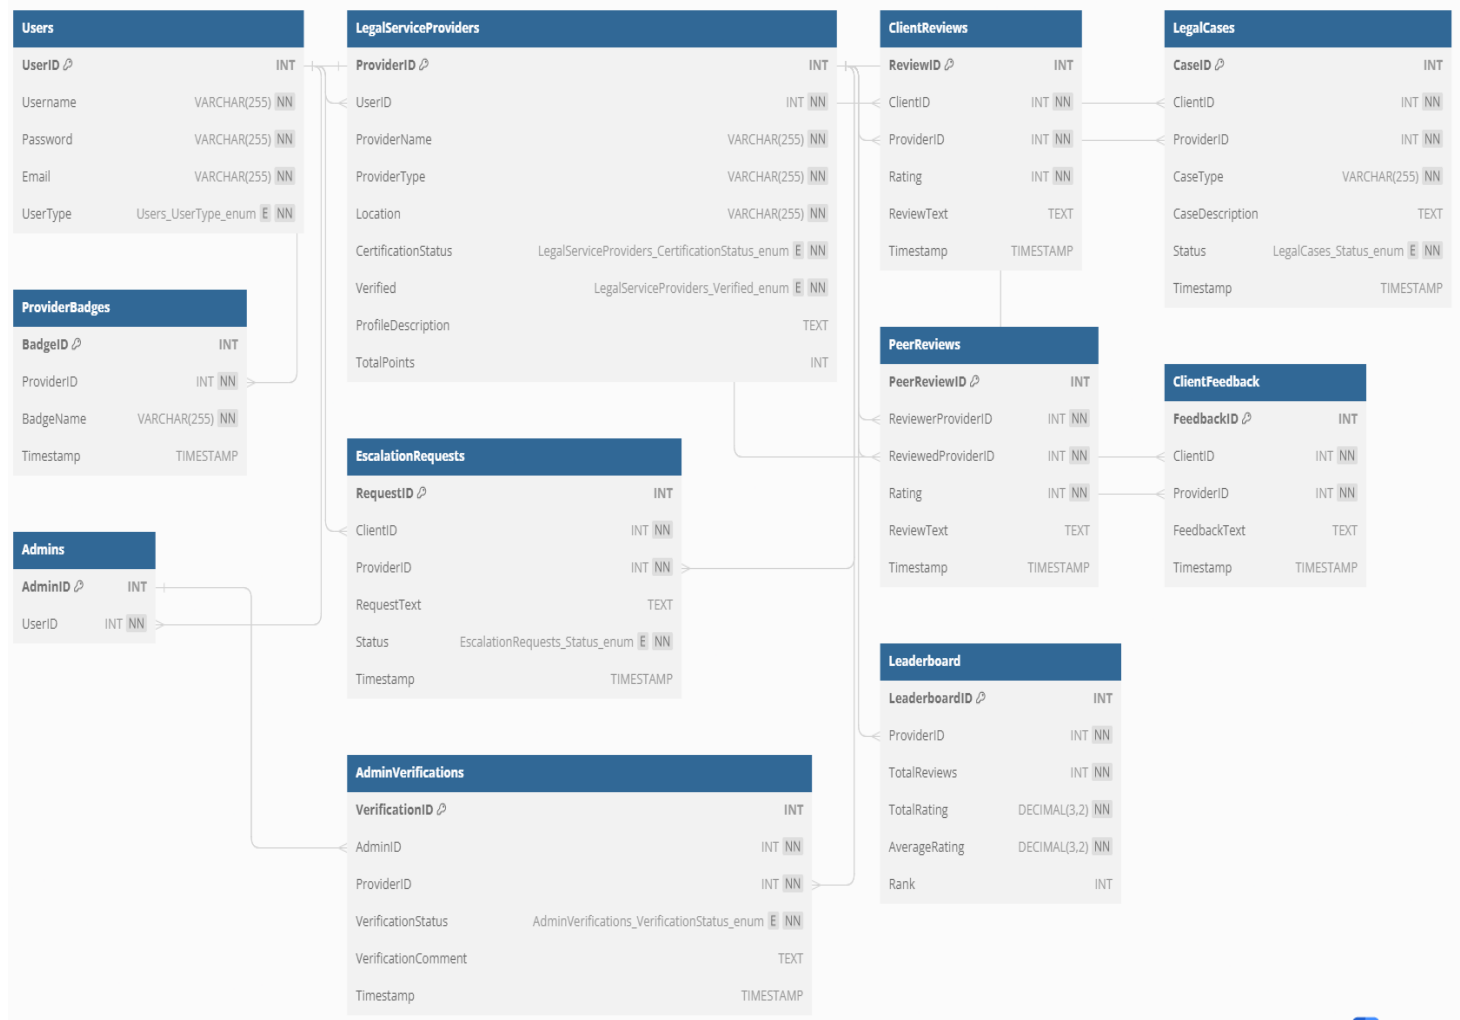 Users
UserID INT
Username VARCHAR(255) NN
Password VARCHAR(255) NN
Email VARCHAR(255) NN
UserType Users_UserType_enum E NN
ProviderBadges
BadgeID INT
ProviderID INT NN
BadgeName VARCHAR(255) NN
Timestamp TIMESTAMP
Admins
AdminID INT
UserID INT NN
LegalServiceProviders
ProviderID INT
UserID INT NN
ProviderName VARCHAR(255) NN
ProviderType VARCHAR(255) NN
Location VARCHAR(255) NN
CertificationStatus LegalServiceProviders_CertificationStatus_enum E NN
Verified LegalServiceProviders_Verified_enum E NN
ProfileDescription TEXT
TotalPoints INT
EscalationRequests
RequestID INT
ClientID INT NN
ProviderID INT NN
RequestText TEXT
Status EscalationRequests_Status_enum E NN
Timestamp TIMESTAMP
AdminVerifications
VerificationID INT
AdminID INT NN
ProviderID INT NN
VerificationStatus AdminVerifications_VerificationStatus_enum E NN
VerificationComment TEXT
Timestamp TIMESTAMP
ClientReviews
ReviewID INT
ClientID INT NN
ProviderID INT NN
Rating INT NN
ReviewText TEXT
Timestamp TIMESTAMP
PeerReviews
PeerReviewID INT
ReviewerProviderID INT NN
ReviewedProviderID INT NN
Rating INT NN
ReviewText TEXT
Timestamp TIMESTAMP
Leaderboard
LeaderboardID INT
ProviderID INT NN
TotalReviews INT NN
TotalRating DECIMAL(3,2) NN
AverageRating DECIMAL(3,2) NN
Rank INT
LegalCases
CaseID INT
ClientID INT NN
ProviderID INT NN
CaseType VARCHAR(255) NN
CaseDescription TEXT
Status LegalCases_Status_enum E NN
Timestamp TIMESTAMP
ClientFeedback
FeedbackID INT
ClientID INT NN
ProviderID INT NN
FeedbackText TEXT
Timestamp TIMESTAMP